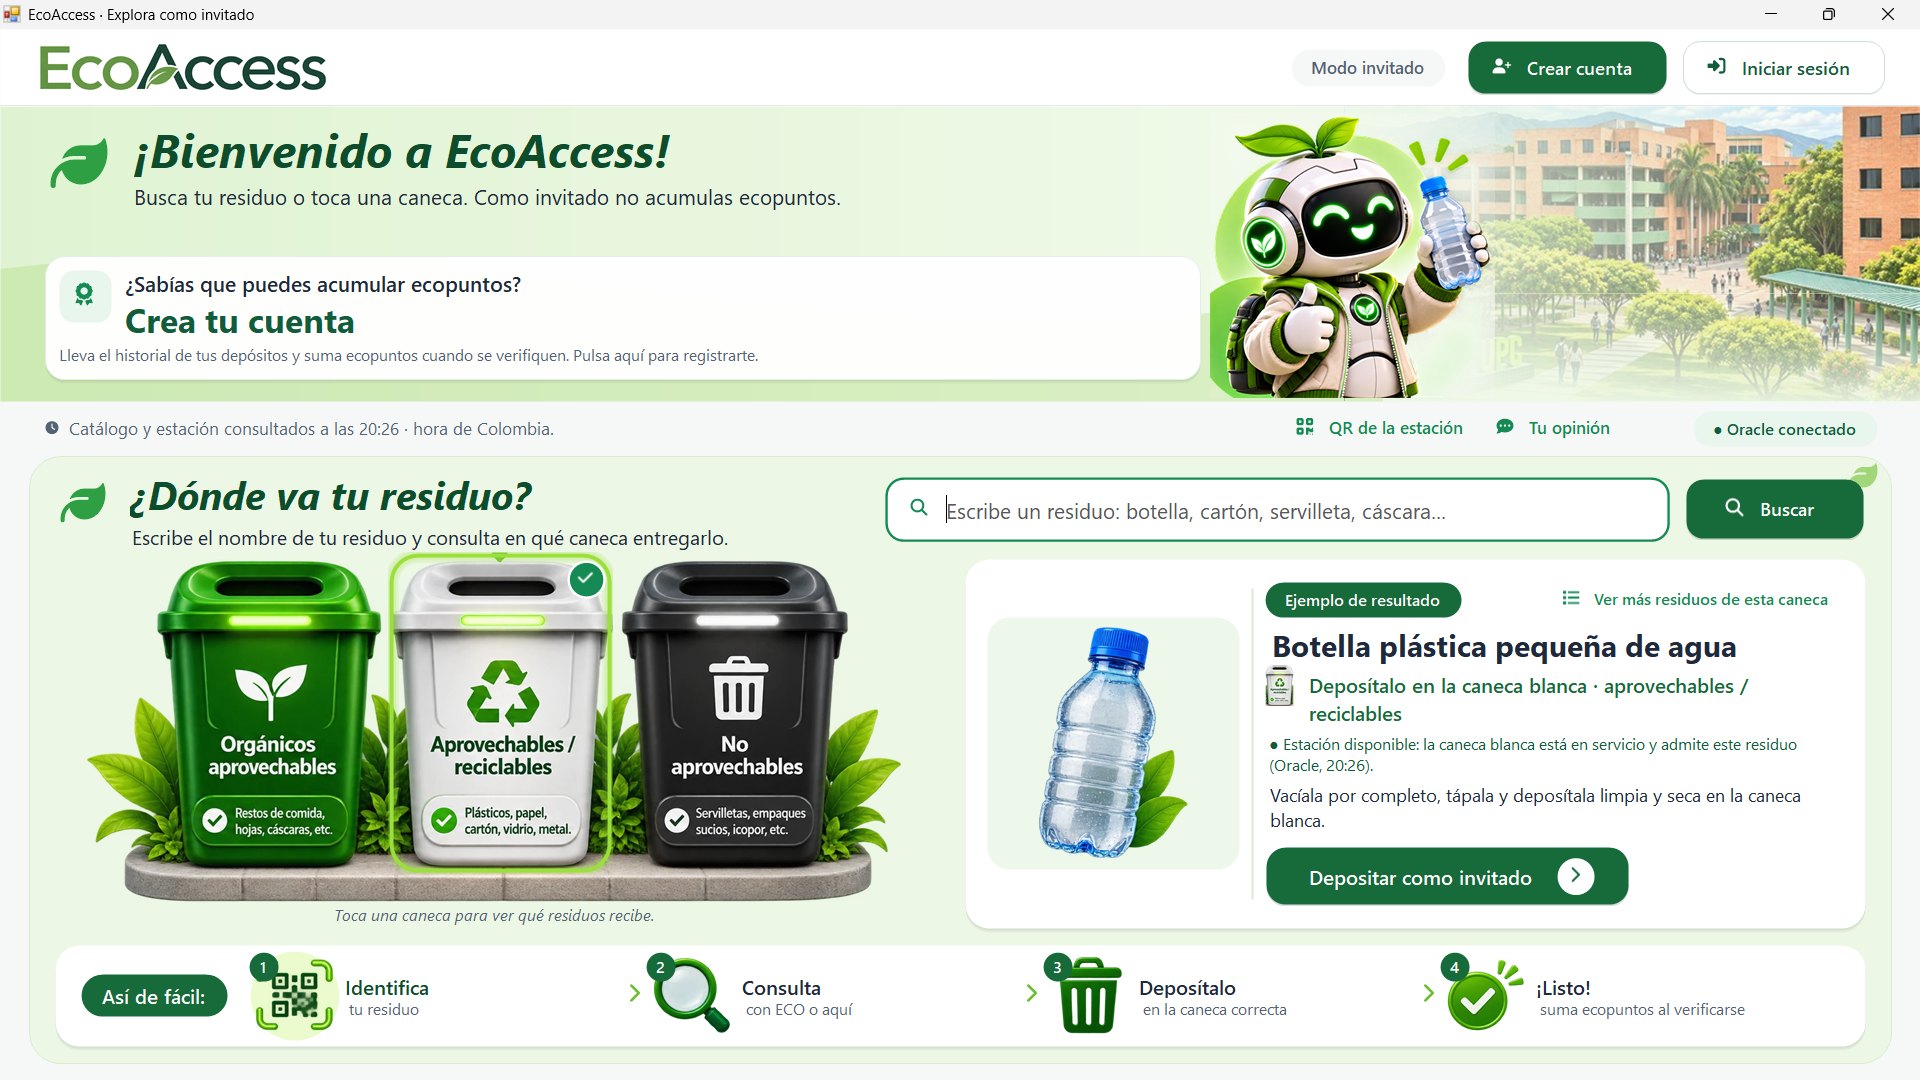 EcoAccess · Explora como invitado
EcoAccess
Modo invitado
Crear cuenta
Iniciar sesión
¡Bienvenido a EcoAccess!
Busca tu residuo o toca una caneca. Como invitado no acumulas ecopuntos.
¿Sabías que puedes acumular ecopuntos?
Crea tu cuenta
Lleva el historial de tus depósitos y suma ecopuntos cuando se verifiquen. Pulsa aquí para registrarte.
UPC
Catálogo y estación consultados a las 20:26 · hora de Colombia.
QR de la estación
Tu opinión
● Oracle conectado
¿Dónde va tu residuo?
Escribe el nombre de tu residuo y consulta en qué caneca entregarlo.
Escribe un residuo: botella, cartón, servilleta, cáscara...
Buscar
Orgánicos
aprovechables
Restos de comida,
hojas, cáscaras, etc.
Aprovechables /
reciclables
Plásticos, papel,
cartón, vidrio, metal.
No
aprovechables
Servilletas, empaques
sucios, icopor, etc.
Toca una caneca para ver qué residuos recibe.
Ejemplo de resultado
Ver más residuos de esta caneca
Botella plástica pequeña de agua
Deposítalo en la caneca blanca · aprovechables /
reciclables
● Estación disponible: la caneca blanca está en servicio y admite este residuo
(Oracle, 20:26).
Vacíala por completo, tápala y deposítala limpia y seca en la caneca
blanca.
Depositar como invitado
Así de fácil:
1
Identifica
tu residuo
2
Consulta
con ECO o aquí
3
Deposítalo
en la caneca correcta
4
¡Listo!
suma ecopuntos al verificarse